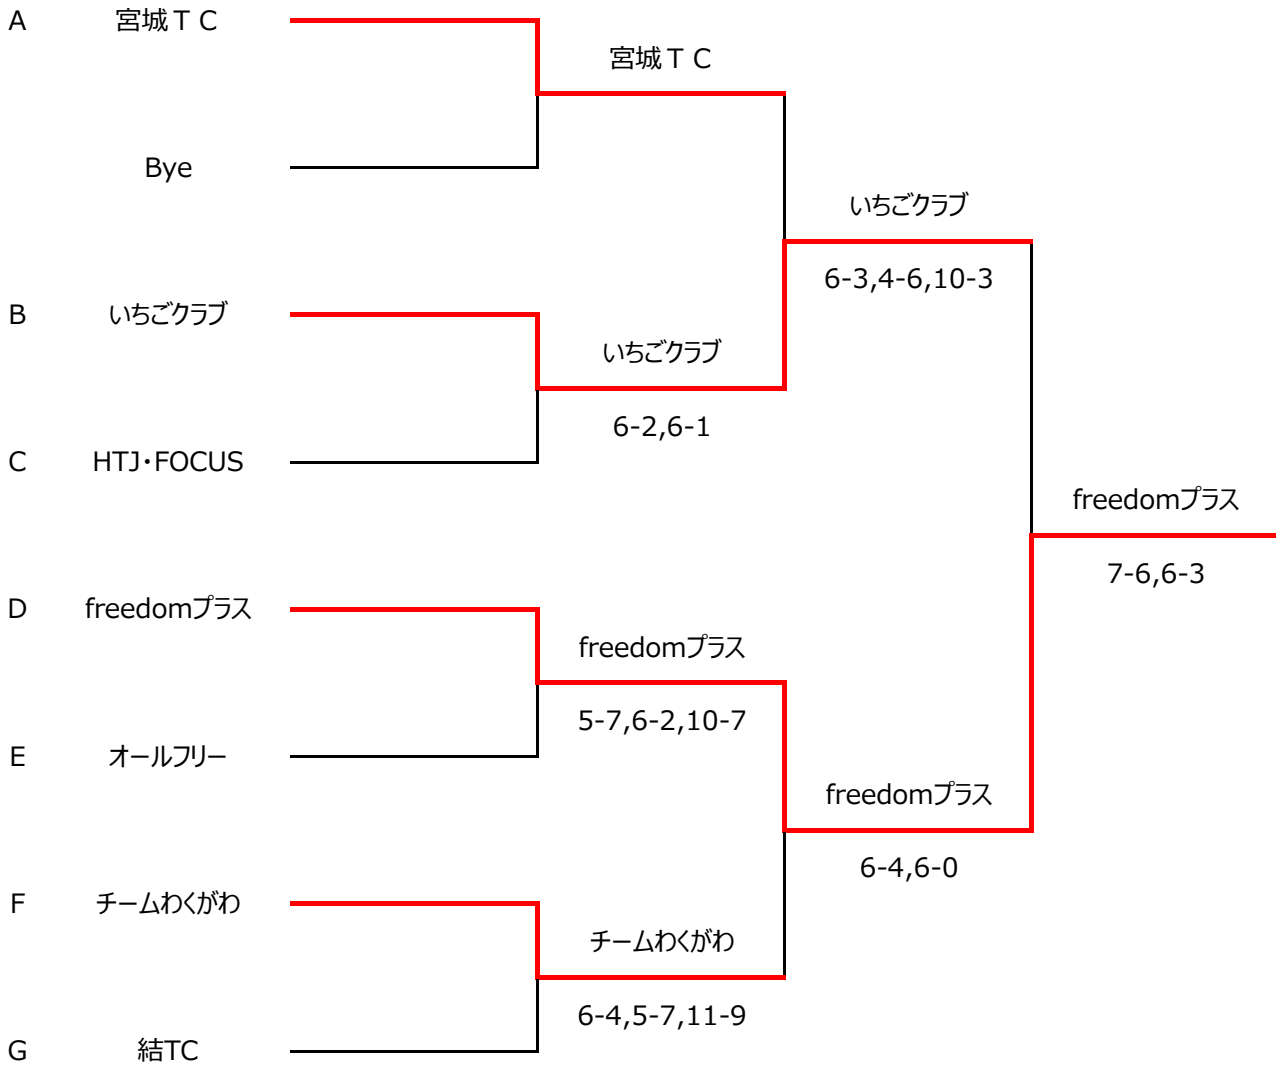 A 宮城ＴＣ
宮城ＴＣ
Bye
いちごクラブ
6-3,4-6,10-3
B いちごクラブ
いちごクラブ
6-2,6-1
C HTJ・FOCUS
freedomプラス
7-6,6-3
D freedomプラス
freedomプラス
5-7,6-2,10-7
E オールフリー
freedomプラス
6-4,6-0
F チームわくがわ
チームわくがわ
6-4,5-7,11-9
G 結TC